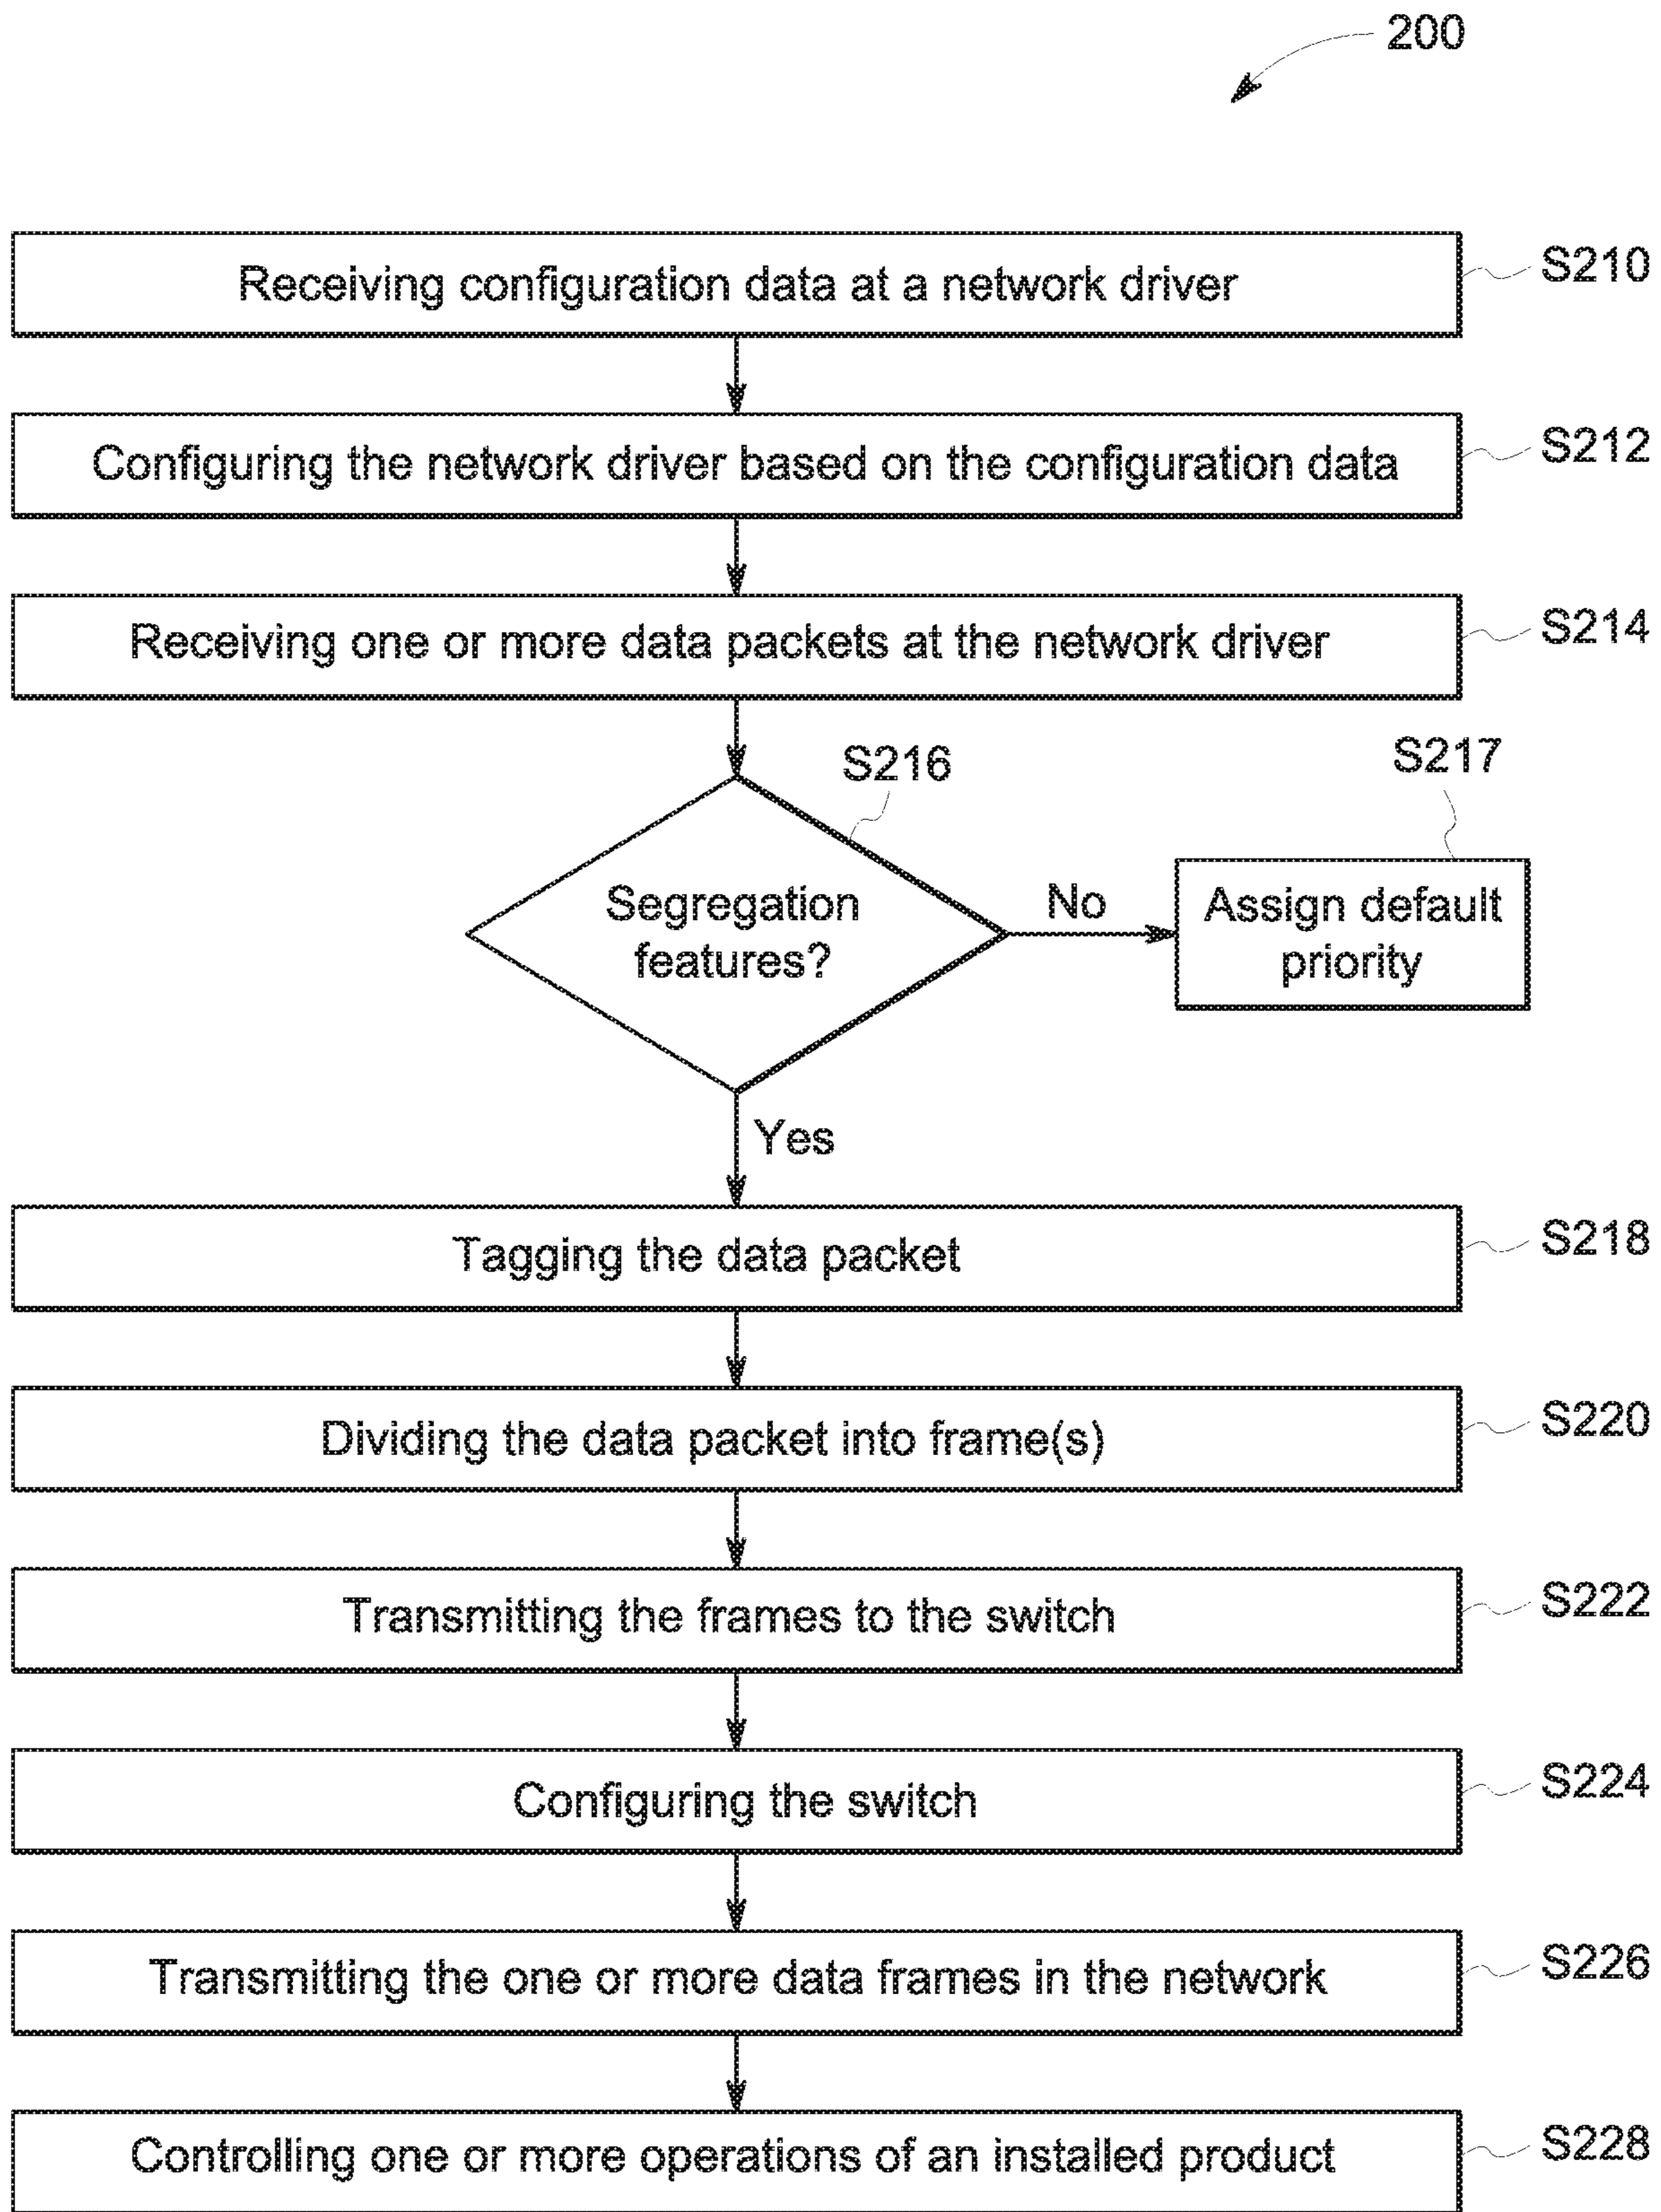 200
Receiving configuration data at a network driver
S210
Configuring the network driver based on the configuration data
S212
Receiving one or more data packets at the network driver
S214
S216
S217
Segregation
features?
No
Assign default
priority
Yes
Tagging the data packet
S218
Dividing the data packet into frame(s)
S220
Transmitting the frames to the switch
S222
Configuring the switch
S224
Transmitting the one or more data frames in the network
S226
Controlling one or more operations of an installed product
S228